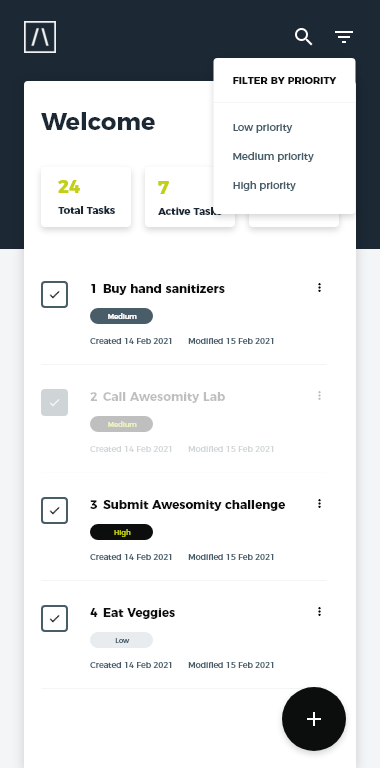 FILTER BY PRIORITY
Low priority
Medium priority
High priority
Welcome
24
Total Tasks
7
Active Tasks
1 Buy hand sanitizers
Medium
Created 14 Feb 2021 Modified 15 Feb 2021
2 Call Awesomity Lab
Medium
Created 14 Feb 2021 Modified 15 Feb 2021
3 Submit Awesomity challenge
High
Created 14 Feb 2021 Modified 15 Feb 2021
4 Eat Veggies
Low
Created 14 Feb 2021 Modified 15 Feb 2021